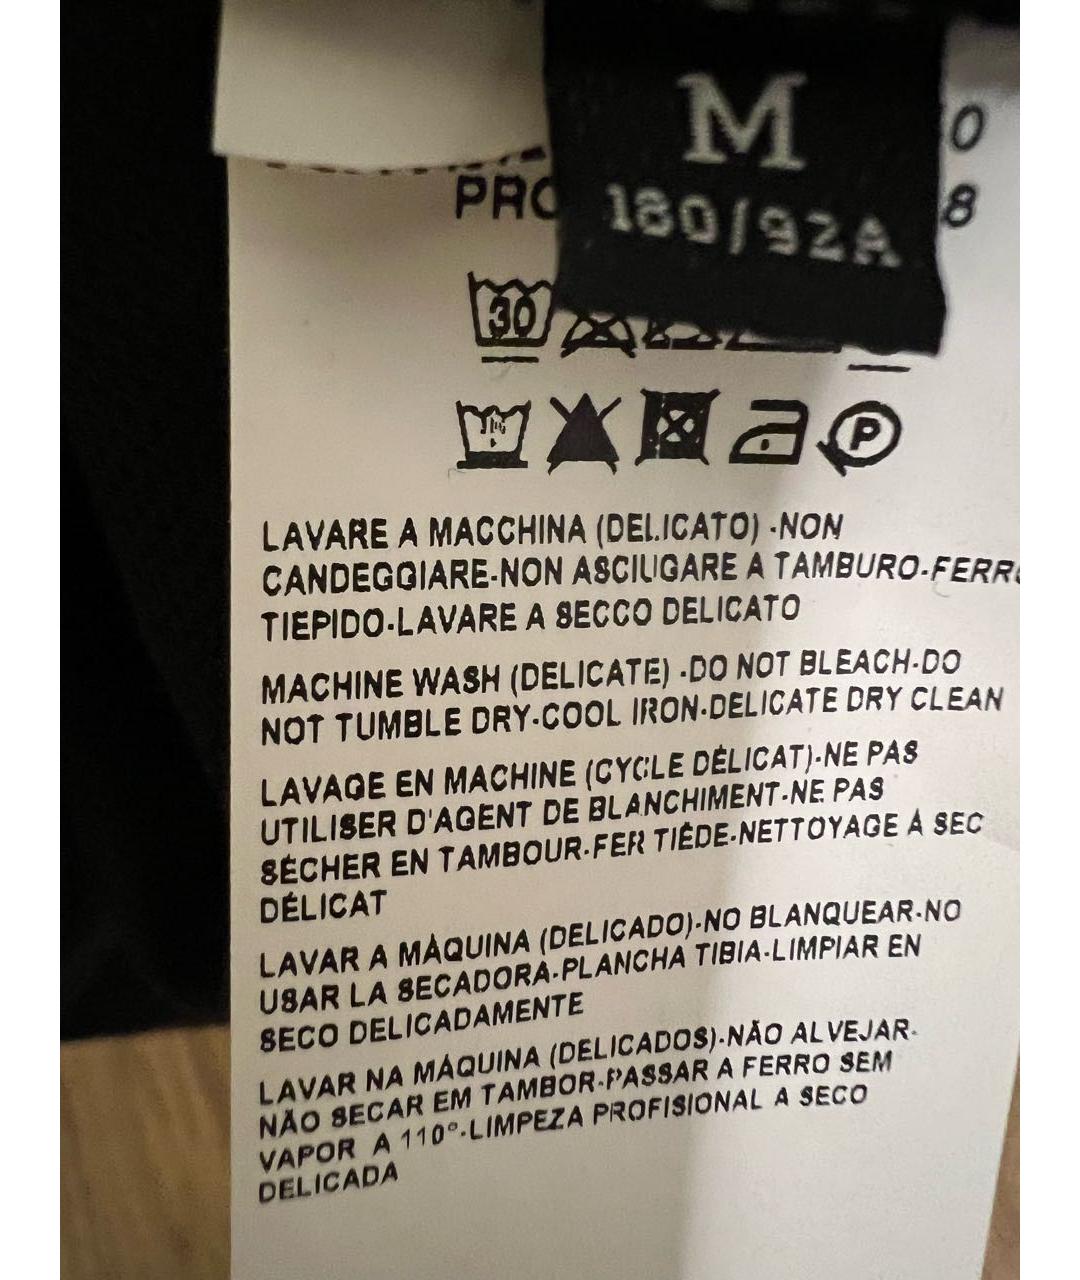 M
180/92A
0
8
30
P
LAVARE A MACCHINA (DELICATO) -NON
CANDEGGIARE-NON ASCIUGARE A TAMBURO-FERRO
TIEPIDO-LAVARE A SECCO DELICATO
MACHINE WASH (DELICATE) -DO NOT BLEACH-DO
NOT TUMBLE DRY-COOL IRON-DELICATE DRY CLEAN
LAVAGE EN MACHINE (CYCLE DÉLICAT)-NE PAS
UTILISER D'AGENT DE BLANCHIMENT-NE PAS
SÉCHER EN TAMBOUR-FER TIÈDE-NETTOYAGE À SEC
DÉLICAT
LAVAR A MÁQUINA (DELICADO)-NO BLANQUEAR-NO
USAR LA SECADORA-PLANCHA TIBIA-LIMPIAR EN
SECO DELICADAMENTE
LAVAR NA MÁQUINA (DELICADOS)-NÃO ALVEJAR-
NÃO SECAR EM TAMBOR-PASSAR A FERRO SEM
VAPOR A 110°-LIMPEZA PROFISIONAL A SECO
DELICADA